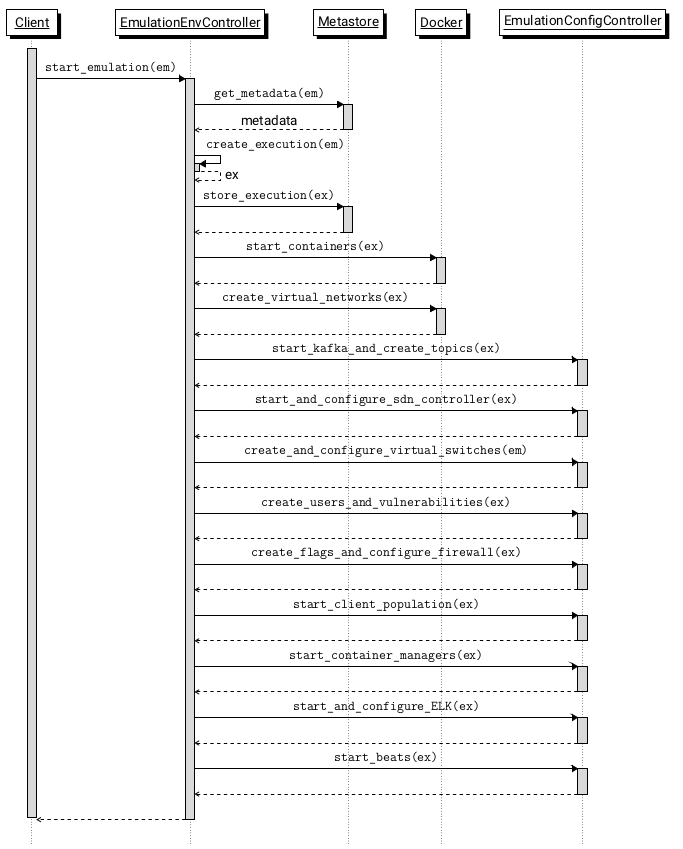 Client
EmulationEnvController
Metastore
Docker
EmulationConfigController
start_emulation(em)
get_metadata(em)
metadata
create_execution(em)
ex
store_execution(ex)
start_containers(ex)
create_virtual_networks(ex)
start_kafka_and_create_topics(ex)
start_and_configure_sdn_controller(ex)
create_and_configure_virtual_switches(em)
create_users_and_vulnerabilities(ex)
create_flags_and_configure_firewall(ex)
start_client_population(ex)
start_container_managers(ex)
start_and_configure_ELK(ex)
start_beats(ex)